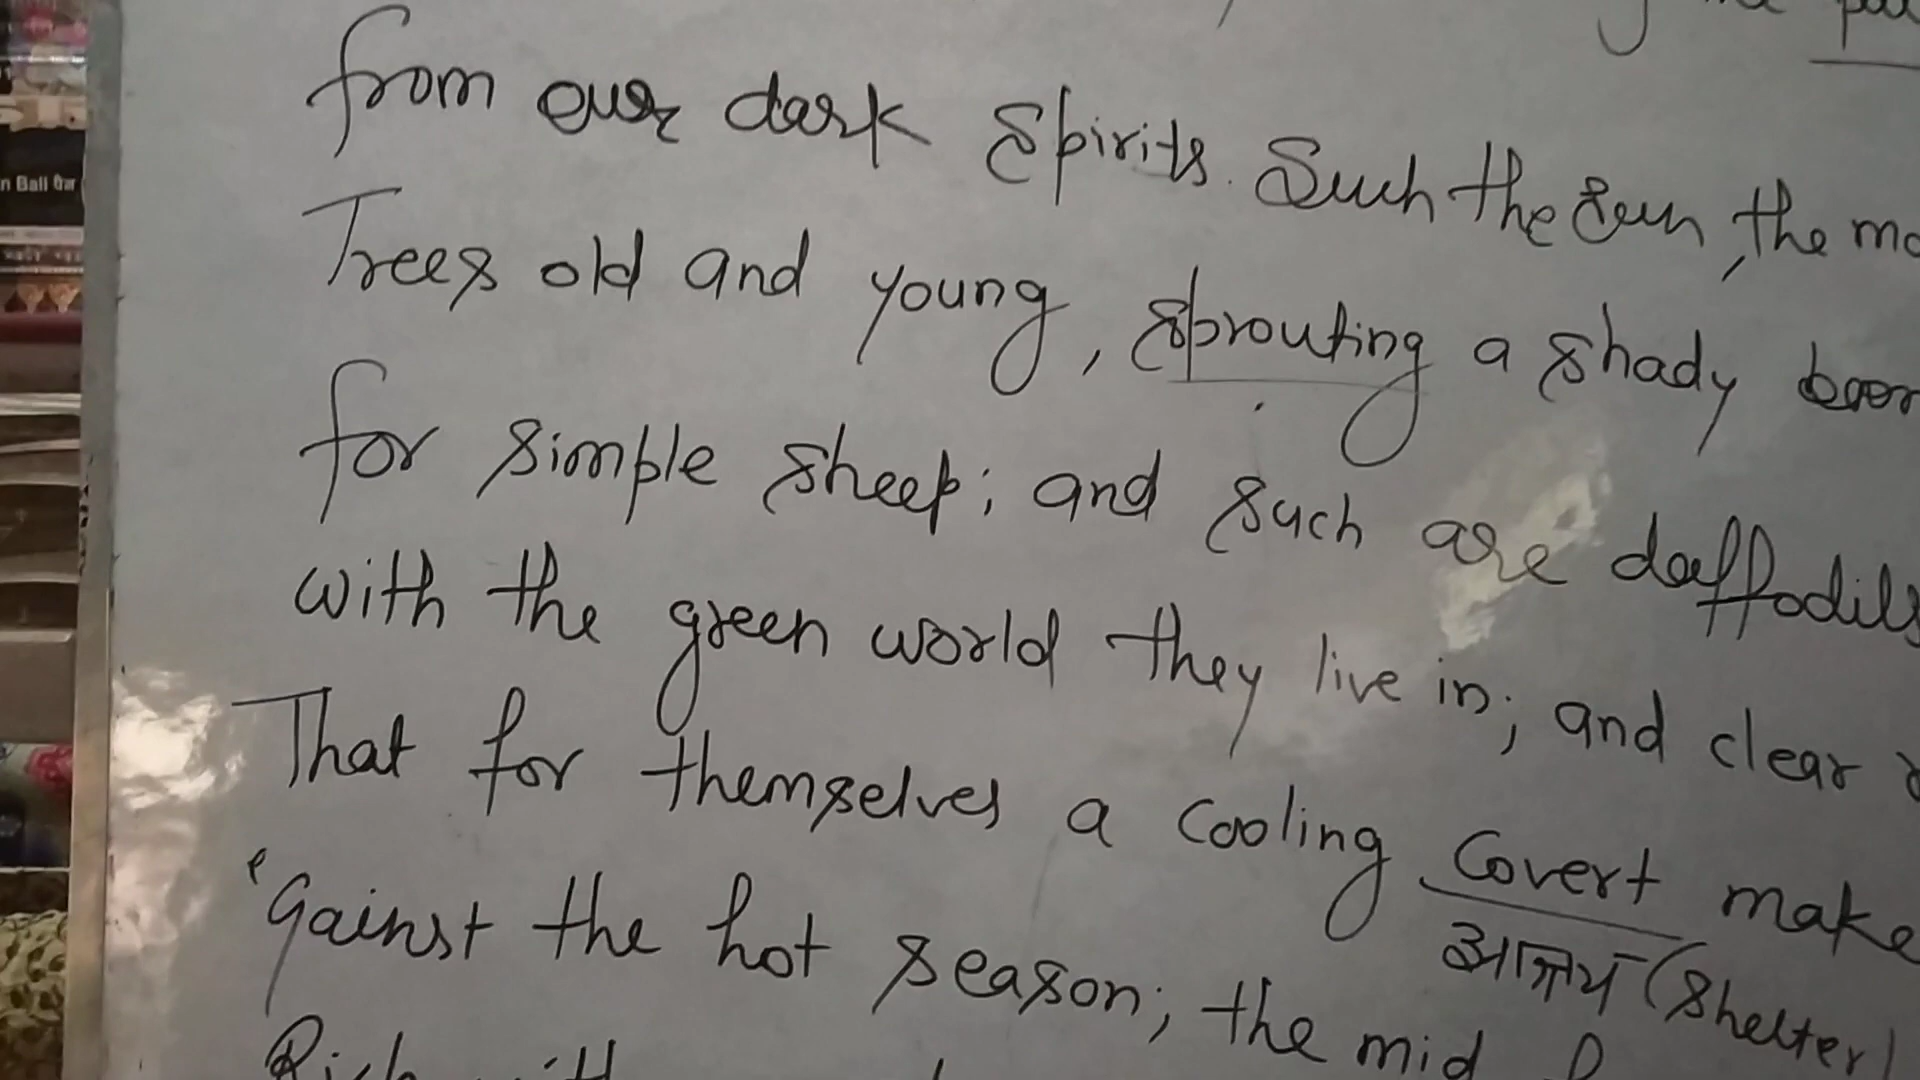 from our dark spirits. Such the sun, the
Trees old and young, sprouting a shady
for simple sheep; and such are daffodils
with the green world they live in; and clear
That for themselves a cooling covert make
आश्रय (shelter)
'Gainst the hot season; the mid